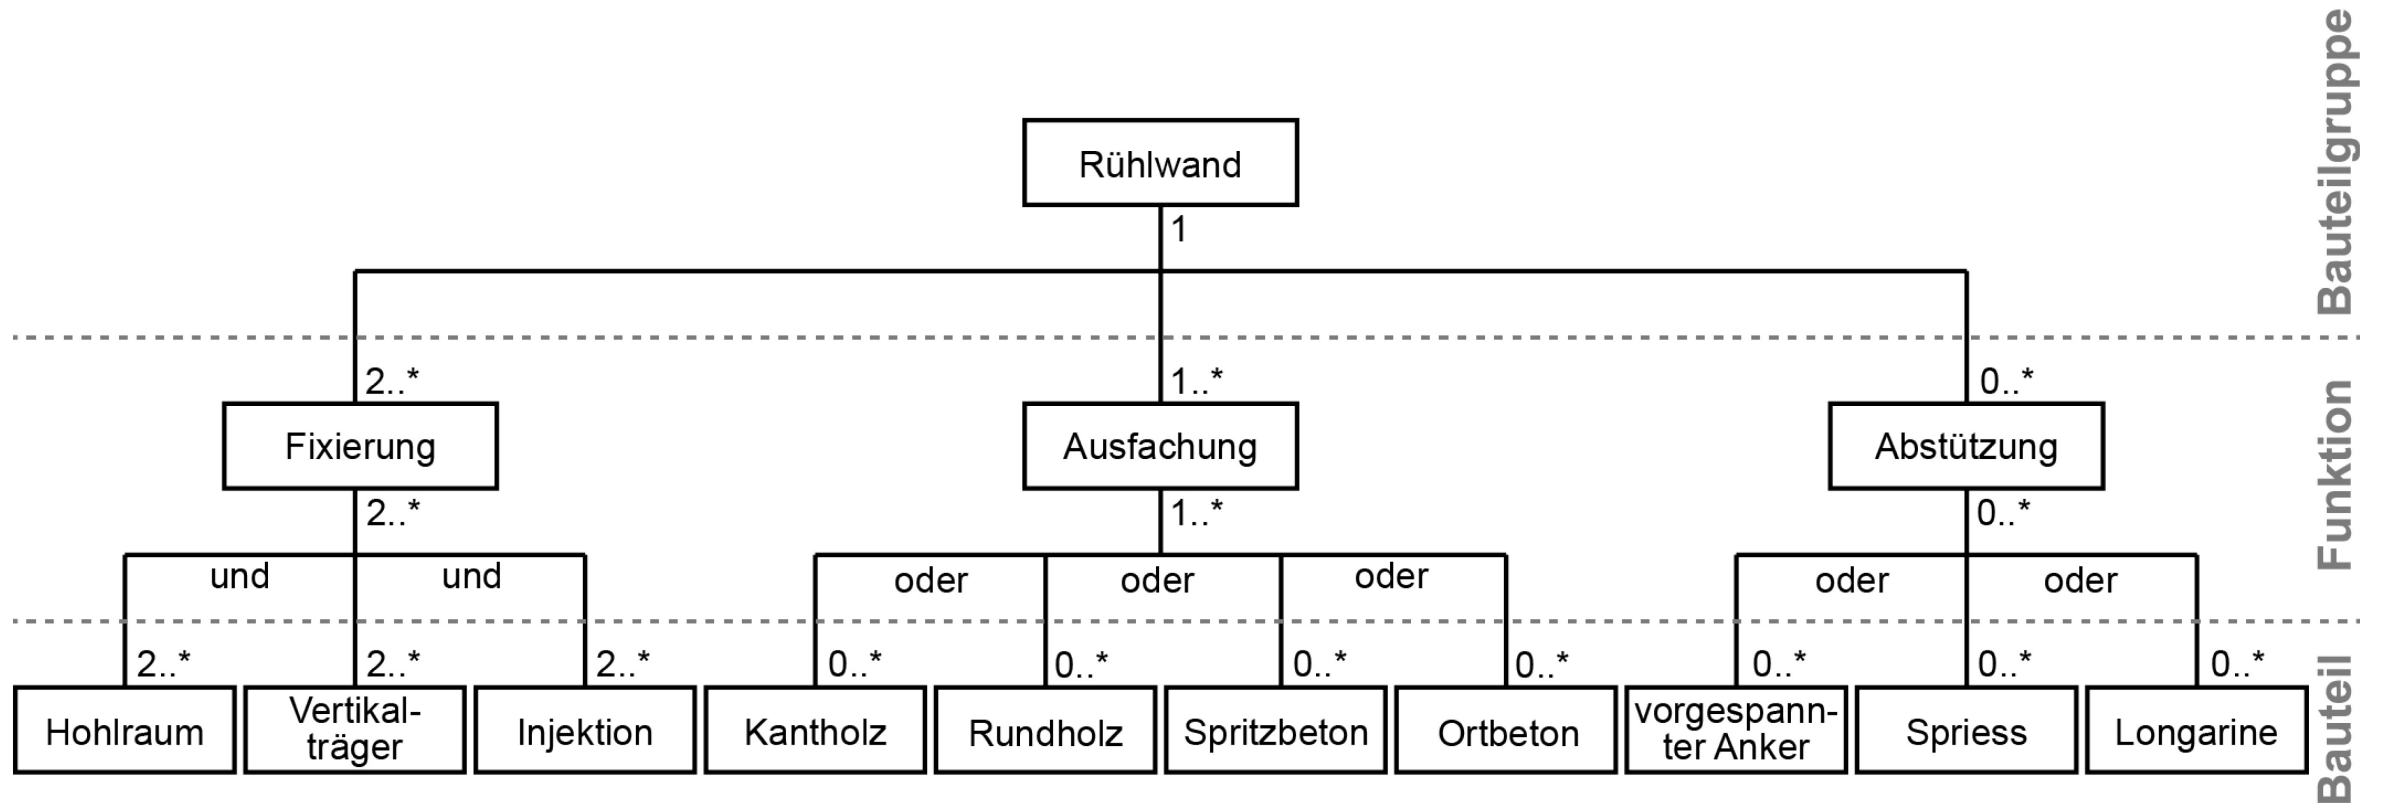 Bauteilgruppe
Rühlwand
1
2..*
1..*
0..*
Funktion
Fixierung
Ausfachung
Abstützung
2..*
1..*
0..*
und
und
oder
oder
oder
oder
oder
Bauteil
2..*
2..*
2..*
0..*
0..*
0..*
0..*
0..*
0..*
0..*
Hohlraum
Vertikal-
träger
Injektion
Kantholz
Rundholz
Spritzbeton
Ortbeton
vorgespann-
ter Anker
Spriess
Longarine